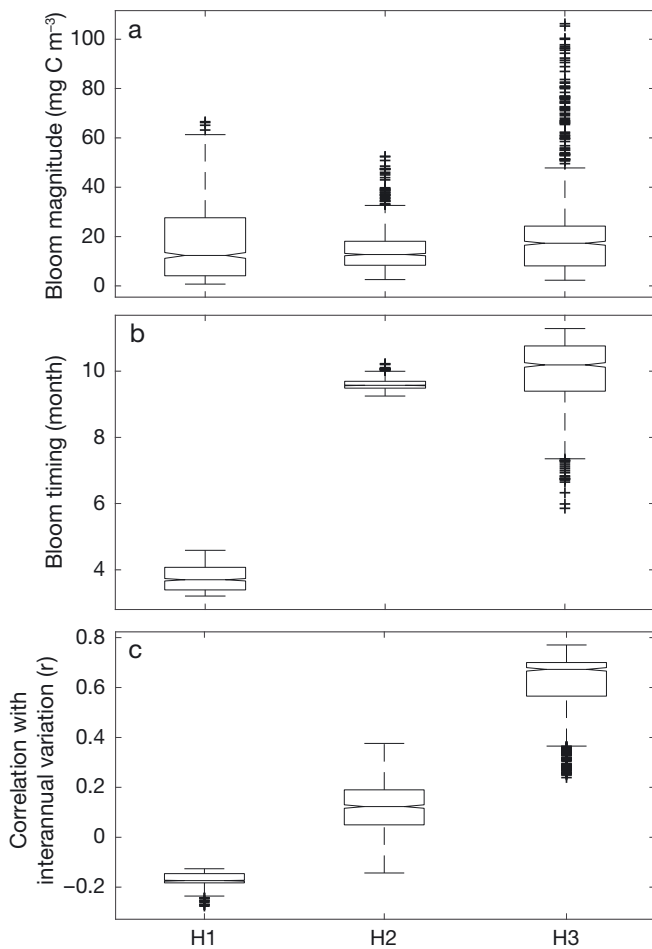 a
Bloom magnitude (mg C m⁻³)
100
80
60
40
20
0
b
Bloom timing (month)
10
8
6
4
c
Correlation with
interannual variation (r)
0.8
0.6
0.4
0.2
0
−0.2
H1 H2 H3